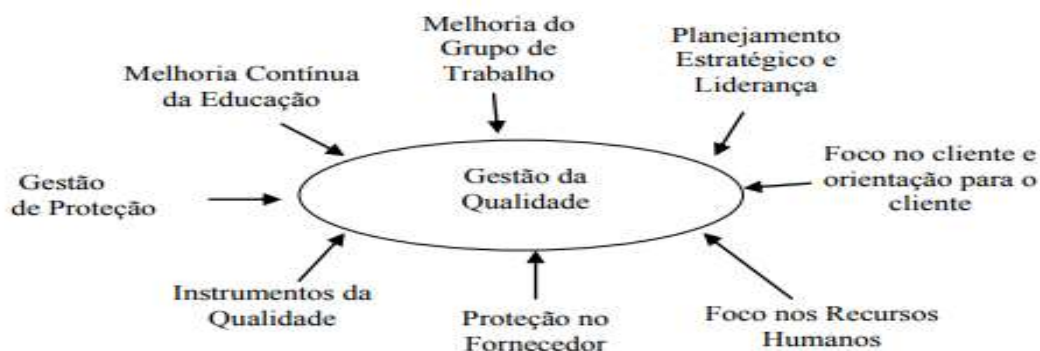 Melhoria do
Grupo de
Trabalho
Planejamento
Estratégico e
Liderança
Melhoria Contínua
da Educação
Foco no cliente e
orientação para o
cliente
Gestão da
Qualidade
Gestão
de Proteção
Instrumentos da
Qualidade
Proteção no
Fornecedor
Foco nos Recursos
Humanos